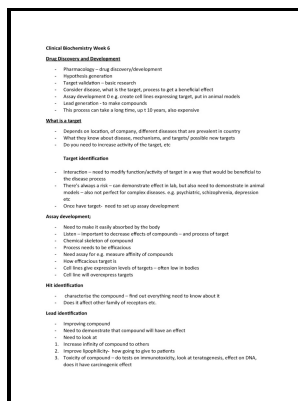 Clinical Biochemistry Week 6
Drug Discovery and Development
- Pharmacology – drug discovery/development
- Hypothesis generation
- Target validation – basic research
- Consider disease, what is the target, process to get a beneficial effect
- Assay development 0 e.g. create cell lines expressing target, put in animal models
- Lead generation - to make compounds
- This process can take a long time, up t 10 years, also expensive
What is a target
- Depends on location, of company, different diseases that are prevalent in country
- What they know about disease, mechanisms, and targets/ possible new targets
- Do you need to increase activity of the target, etc
Target identification
- Interaction – need to modify function/activity of target in a way that would be beneficial to
the disease process
- There's always a risk – can demonstrate effect in lab, but also need to demonstrate in animal
models – also not perfect for complex diseases. e.g. psychiatric, schizophrenia, depression
etc
- Once have target- need to set up assay development
Assay development;
- Need to make it easily absorbed by the body
- Listen – Important to decrease effects of compounds – and process of target
- Chemical skeleton of compound
- Process needs to be efficacious
- Need assay for e.g. measure affinity of compounds
- How efficacious target is
- Cell lines give expression levels of targets – often low in bodies
- Cell line will overexpress targets
Hit identification
- characterise the compound – find out everything need to know about it
- Does it affect other family of receptors etc.
Lead identification
- Improving compound
- Need to demonstrate that compound will have an effect
- Need to look at
1. Increase infinity of compound to others
2. Improve lipophilicity- how going to give to patients
3. Toxicity of compound – do tests on immunotoxicity, look at teratogenesis, effect on DNA,
does it have carcinogenic effect